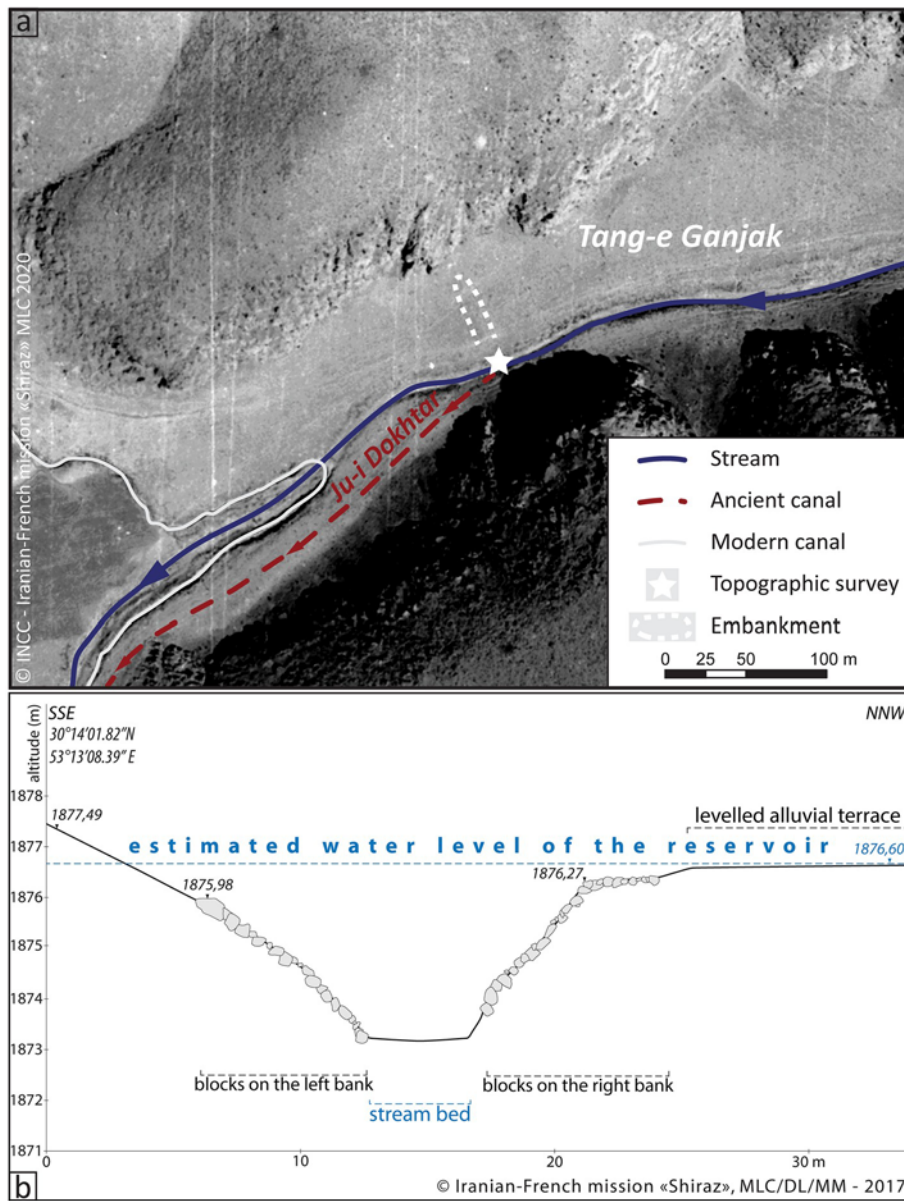 a
Tang-e Ganjak
Ju-i Dokhtar
© INCC - Iranian-French mission «Shiraz» MLC 2020
Stream
Ancient canal
Modern canal
Topographic survey
Embankment
0 25 50 100 m
altitude (m)
SSE
30°14'01.82"N
53°13'08.39" E
NNW
1878
1877,49
levelled alluvial terrace
1877
estimated water level of the reservoir
1876,60
1875,98
1876,27
1876
1875
1874
1873
blocks on the left bank
blocks on the right bank
1872
stream bed
1871
0 10 20 30 m
b
© Iranian-French mission «Shiraz», MLC/DL/MM - 2017